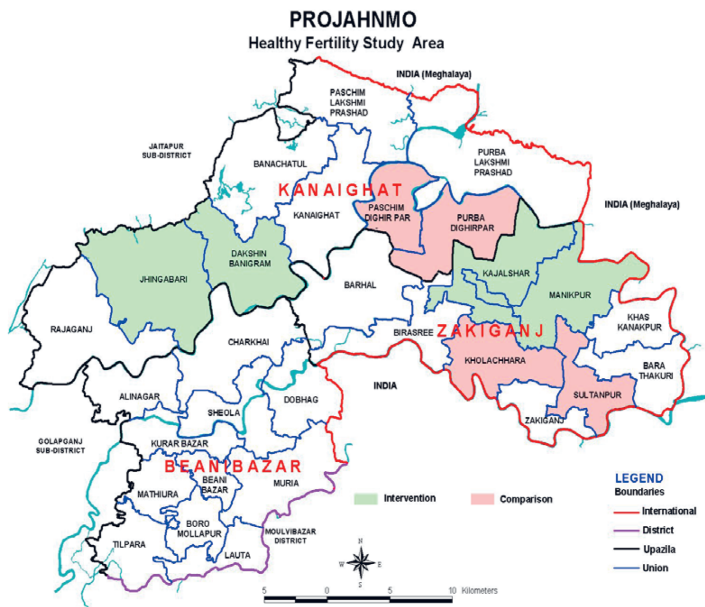 PROJAHNMO
Healthy Fertility Study Area
INDIA (Meghalaya)
PASCHIM
LAKSHMI
PRASHAD
JAITAPUR
SUB-DISTRICT
BANACHATUL
PURBA
LAKSHMI
PRASHAD
KANAIGHAT
KANAIGHAT
PASCHIM
DIGHIR PAR
PURBA
DIGHIRPAR
INDIA (Meghalaya)
DAKSHIN
BANIGRAM
JHINGABARI
KAJALSHAR
BARHAL
MANIKPUR
RAJAGANJ
CHARKHAI
BIRASREE
ZAKIGANJ
KHAS
KANAKPUR
KHOLACHHARA
BARA
THAKURI
INDIA
ALINAGAR
SHEOLA
DOBHAG
SULTANPUR
ZAKIGANJ
GOLAPGANJ
SUB-DISTRICT
KURAR BAZAR
BEANI BAZAR
BEANI
BAZAR
MURIA
MATHIURA
BORO
MOLLAPUR
MOULVIBAZAR
DISTRICT
TILPARA
LAUTA
Intervention
Comparison
LEGEND
Boundaries
International
District
Upazila
Union
N
W
E
S
5 0 5 10 Kilometers